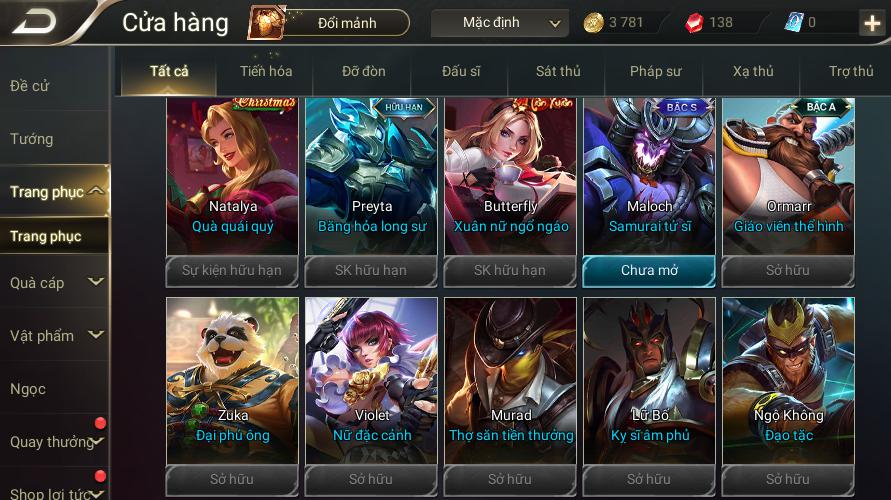 Cửa hàng
Đổi mảnh
Mặc định
3 781
138
0
Đề cử
Tướng
Trang phục
Trang phục
Quà cáp
Vật phẩm
Ngọc
Quay thưởng
Shop lợi tức
Tất cả
Tiến hóa
Đỡ đòn
Đấu sĩ
Sát thủ
Pháp sư
Xạ thủ
Trợ thủ
Christmas
Natalya
Quà quái quỷ
Sự kiện hữu hạn
HỮU HẠN
Preyta
Băng hóa long sư
SK hữu hạn
Butterfly
Xuân nữ ngổ ngáo
SK hữu hạn
BẬC S
Maloch
Samurai tử sĩ
Chưa mở
BẬC A
Ormarr
Giáo viên thể hình
Sở hữu
Zuka
Đại phú ông
Sở hữu
Violet
Nữ đặc cảnh
Sở hữu
Murad
Thợ săn tiền thưởng
Sở hữu
Lữ Bố
Kỵ sĩ âm phủ
Sở hữu
Ngộ Không
Đạo tặc
Sở hữu